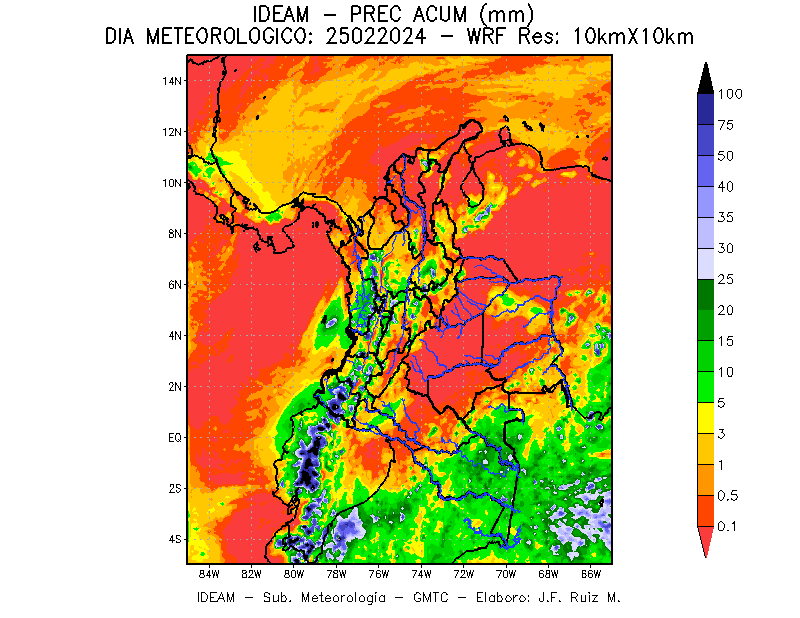 IDEAM – PREC ACUM (mm)
DIA METEOROLOGICO: 25022024 – WRF Res: 10kmX10km
14N
12N
10N
8N
6N
4N
2N
EQ
2S
4S
84W 82W 80W 78W 76W 74W 72W 70W 68W 66W
100
75
50
40
35
30
25
20
15
10
5
3
1
0.5
0.1
IDEAM – Sub. Meteorología – GMTC – Elaboro: J.F. Ruiz M.